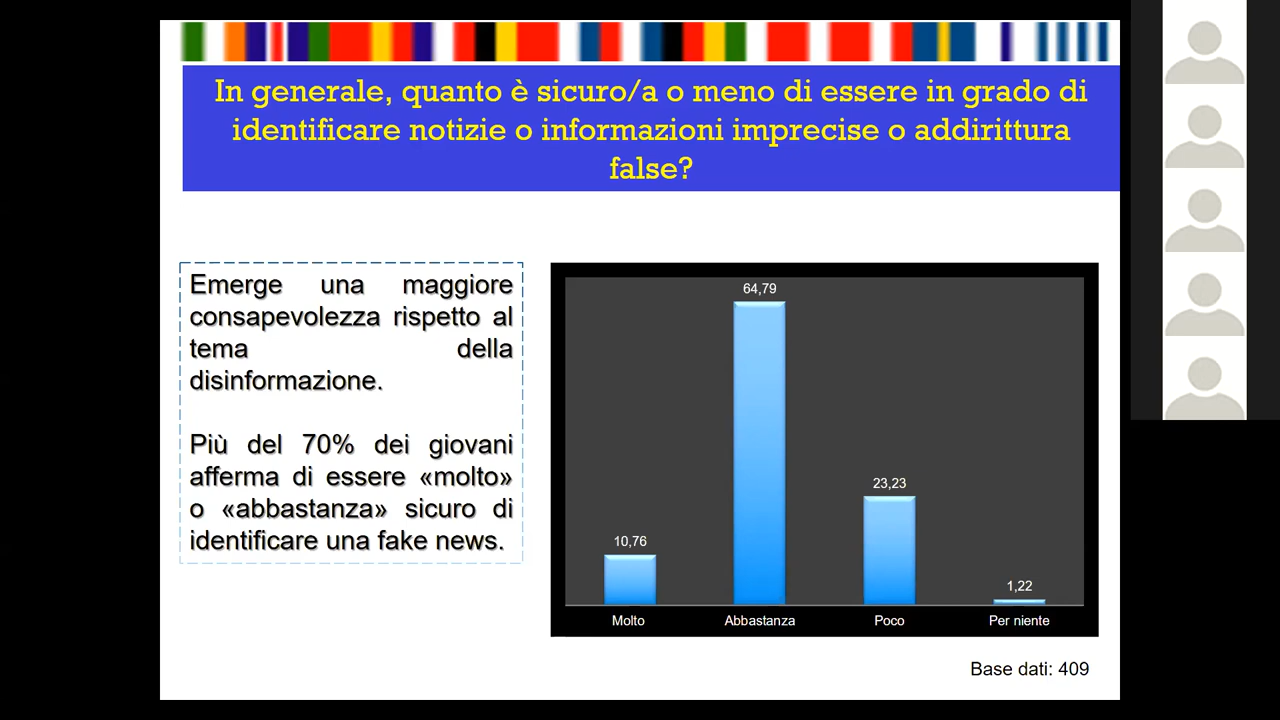 In generale, quanto è sicuro/a o meno di essere in grado di
identificare notizie o informazioni imprecise o addirittura
false?
Emerge una maggiore
consapevolezza rispetto al
tema della
disinformazione.
Più del 70% dei giovani
afferma di essere «molto»
o «abbastanza» sicuro di
identificare una fake news.
64,79
23,23
10,76
1,22
Molto Abbastanza Poco Per niente
Base dati: 409